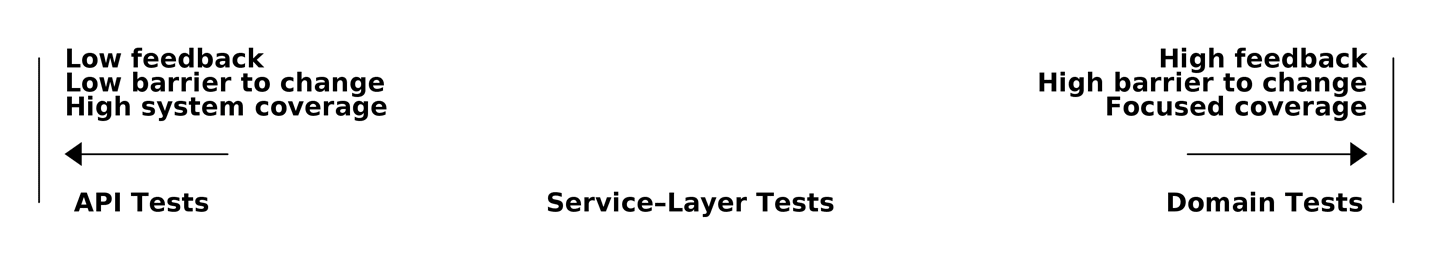 Low feedback
Low barrier to change
High system coverage
High feedback
High barrier to change
Focused coverage
API Tests
Service–Layer Tests
Domain Tests